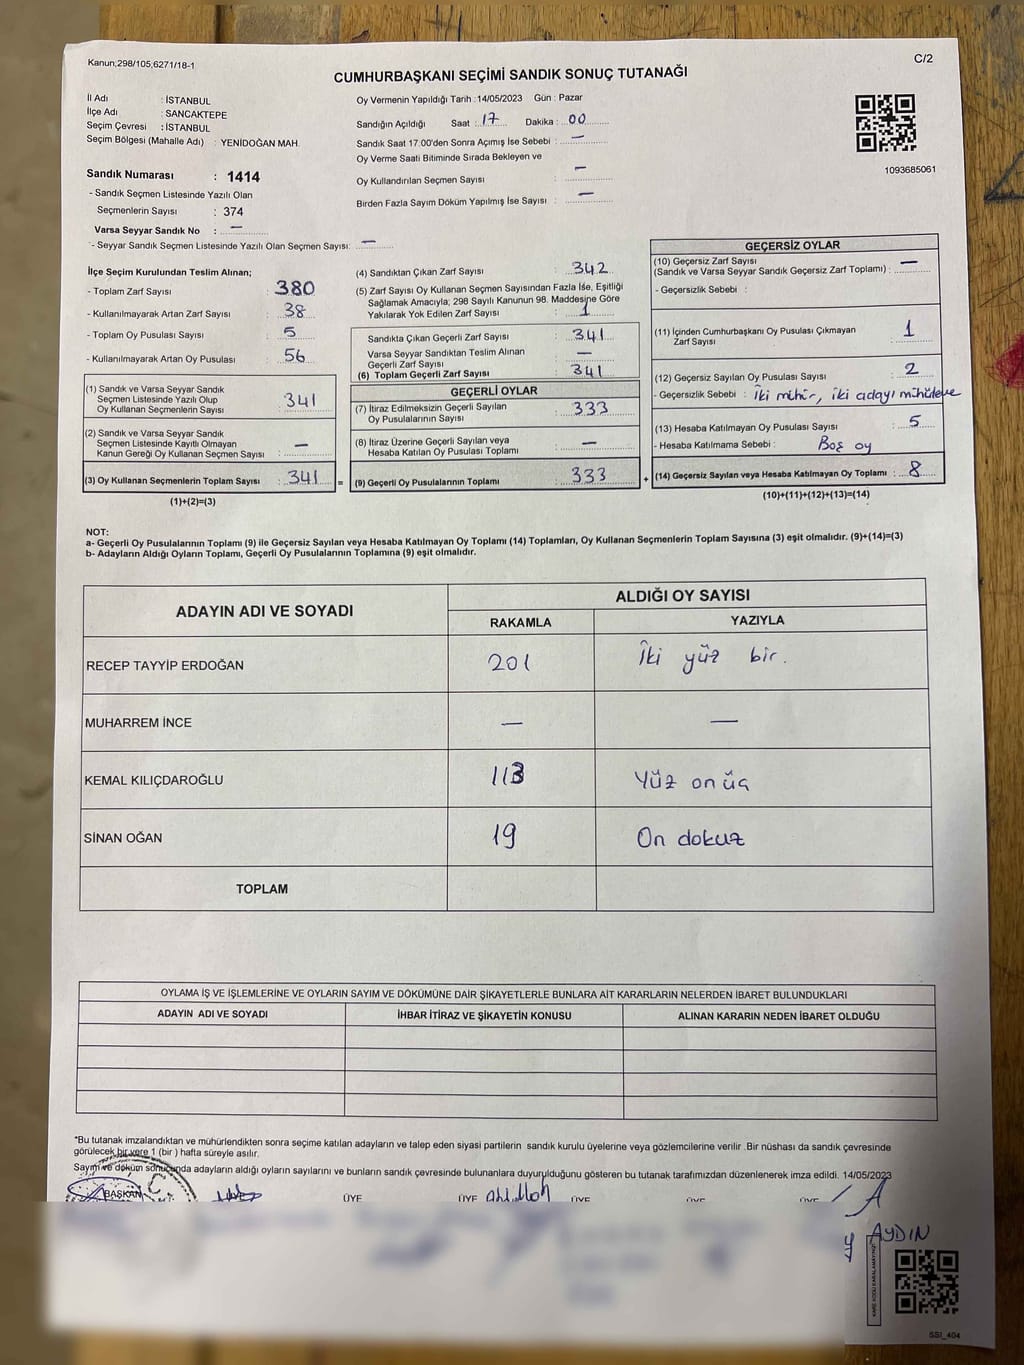 Kanun;298/105,6271/18-1
C/2
CUMHURBAŞKANI SEÇİMİ SANDIK SONUÇ TUTANAĞI
İl Adı : İSTANBUL
İlçe Adı : SANCAKTEPE
Seçim Çevresi : İSTANBUL
Seçim Bölgesi (Mahalle Adı) : YENİDOĞAN MAH.
Sandık Numarası : 1414
- Sandık Seçmen Listesinde Yazılı Olan
Seçmenlerin Sayısı : 374
Varsa Seyyar Sandık No : —
- Seyyar Sandık Seçmen Listesinde Yazılı Olan Seçmen Sayısı: —
Oy Vermenin Yapıldığı Tarih :14/05/2023 Gün : Pazar
Sandığın Açıldığı Saat : 17 Dakika : 00
Sandık Saat 17:00'den Sonra Açımış İse Sebebi : —
Oy Verme Saati Bitiminde Sırada Bekleyen ve
Oy Kullandırılan Seçmen Sayısı : —
Birden Fazla Sayım Döküm Yapılmış İse Sayısı : —
1093685061
İlçe Seçim Kurulundan Teslim Alınan;
- Toplam Zarf Sayısı : 380
- Kullanılmayarak Artan Zarf Sayısı : 38
- Toplam Oy Pusulası Sayısı : 5
- Kullanılmayarak Artan Oy Pusulası : 56
(1) Sandık ve Varsa Seyyar Sandık
Seçmen Listesinde Yazılı Olup
Oy Kullanan Seçmenlerin Sayısı : 341
(2) Sandık ve Varsa Seyyar Sandık
Seçmen Listesinde Kayıtlı Olmayan
Kanun Gereği Oy Kullanan Seçmen Sayısı : —
(3) Oy Kullanan Seçmenlerin Toplam Sayısı : 341
(1)+(2)=(3)
(4) Sandıktan Çıkan Zarf Sayısı : 342
(5) Zarf Sayısı Oy Kullanan Seçmen Sayısından Fazla İse, Eşitliği
Sağlamak Amacıyla; 298 Sayılı Kanunun 98. Maddesine Göre
Yakılarak Yok Edilen Zarf Sayısı : 1
Sandıkta Çıkan Geçerli Zarf Sayısı : 341
Varsa Seyyar Sandıktan Teslim Alınan
Geçerli Zarf Sayısı : —
(6) Toplam Geçerli Zarf Sayısı : 341
GEÇERLİ OYLAR
(7) İtiraz Edilmeksizin Geçerli Sayılan
Oy Pusulalarının Sayısı : 333
(8) İtiraz Üzerine Geçerli Sayılan veya
Hesaba Katılan Oy Pusulası Toplamı : —
= (9) Geçerli Oy Pusulalarının Toplamı : 333 +
GEÇERSİZ OYLAR
(10) Geçersiz Zarf Sayısı
(Sandık ve Varsa Seyyar Sandık Geçersiz Zarf Toplamı) : —
- Geçersizlik Sebebi :
(11) İçinden Cumhurbaşkanı Oy Pusulası Çıkmayan
Zarf Sayısı : 1
(12) Geçersiz Sayılan Oy Pusulası Sayısı : 2
- Geçersizlik Sebebi : İki mühür, iki adayı mühüleve
(13) Hesaba Katılmayan Oy Pusulası Sayısı : 5
- Hesaba Katılmama Sebebi : Boş oy
(14) Geçersiz Sayılan veya Hesaba Katılmayan Oy Toplamı : 8
(10)+(11)+(12)+(13)=(14)
NOT:
a- Geçerli Oy Pusulalarının Toplamı (9) ile Geçersiz Sayılan veya Hesaba Katılmayan Oy Toplamı (14) Toplamları, Oy Kullanan Seçmenlerin Toplam Sayısına (3) eşit olmalıdır. (9)+(14)=(3)
b- Adayların Aldığı Oyların Toplamı, Geçerli Oy Pusulalarının Toplamına (9) eşit olmalıdır.
ADAYIN ADI VE SOYADI
ALDIĞI OY SAYISI
RAKAMLA YAZIYLA
RECEP TAYYİP ERDOĞAN 201 İki yüz bir.
MUHARREM İNCE — —
KEMAL KILIÇDAROĞLU 113 Yüz onüç
SİNAN OĞAN 19 On dokuz
TOPLAM
OYLAMA İŞ VE İŞLEMLERİNE VE OYLARIN SAYIM VE DÖKÜMÜNE DAİR ŞİKAYETLERLE BUNLARA AİT KARARLARIN NELERDEN İBARET BULUNDUKLARI
ADAYIN ADI VE SOYADI İHBAR İTİRAZ VE ŞİKAYETİN KONUSU ALINAN KARARIN NEDEN İBARET OLDUĞU
*Bu tutanak imzalandıktan ve mühürlendikten sonra seçime katılan adayların ve talep eden siyasi partilerin sandık kurulu üyelerine veya gözlemcilerine verilir .Bir nüshası da sandık çevresinde
görülecek bir yere 1 (bir ) hafta süreyle asılır.
Sayım ve döküm sonucunda adayların aldığı oyların sayılarını ve bunların sandık çevresinde bulunanlara duyurulduğunu gösteren bu tutanak tarafımızdan düzenlenerek imza edildi. 14/05/2023
BAŞKAN ÜYE ÜYE ÜYE ÜYE ÜYE
AYDIN
SSI_404